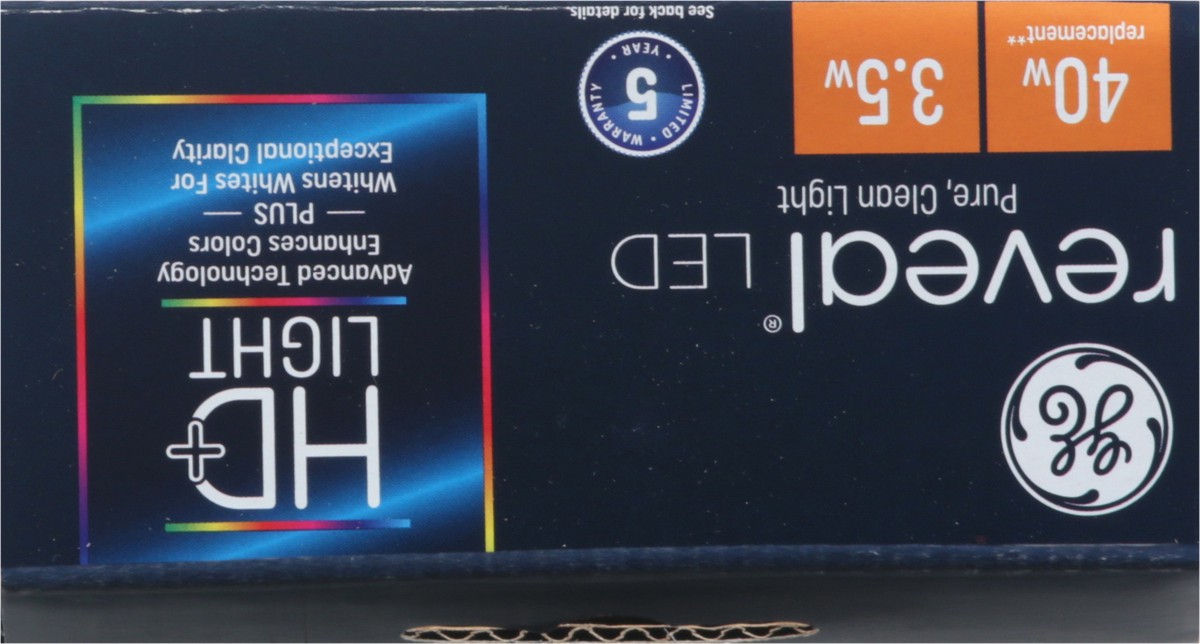 GE
reveal® LED
Pure, Clean Light
40W
replacement**
3.5W
LIMITED • WARRANTY
5
• YEAR •
See back for details.
HD+
LIGHT
Advanced Technology
Enhances Colors
— PLUS —
Whitens Whites For
Exceptional Clarity